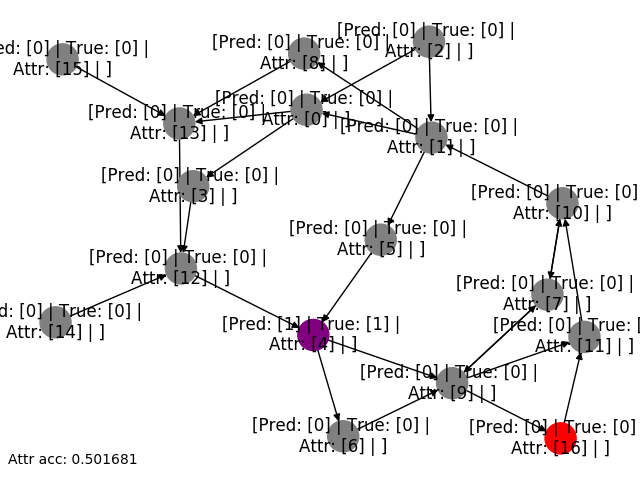 [Pred: [0] | True: [0] |
Attr: [2] | ]
[Pred: [0] | True: [0] |
Attr: [8] | ]
ed: [0] | True: [0] |
Attr: [15] | ]
[Pred: [0] | True: [0] |
Attr: [0] | ]
[Pred: [0] | True: [0] |
Attr: [13] | ]
[Pred: [0] | True: [0] |
Attr: [1] | ]
[Pred: [0] | True: [0] |
Attr: [3] | ]
[Pred: [0] | True: [0]
Attr: [10] | ]
[Pred: [0] | True: [0] |
Attr: [5] | ]
[Pred: [0] | True: [0] |
Attr: [12] | ]
[Pred: [0] | True: [0] |
Attr: [7] | ]
d: [0] | True: [0] |
Attr: [14] | ]
[Pred: [1] | True: [1] |
Attr: [4] | ]
[Pred: [0] | True: [0]
Attr: [11] | ]
[Pred: [0] | True: [0] |
Attr: [9] | ]
[Pred: [0] | True: [0] |
Attr: [6] | ]
[Pred: [0] | True: [0]
Attr: [16] | ]
Attr acc: 0.501681